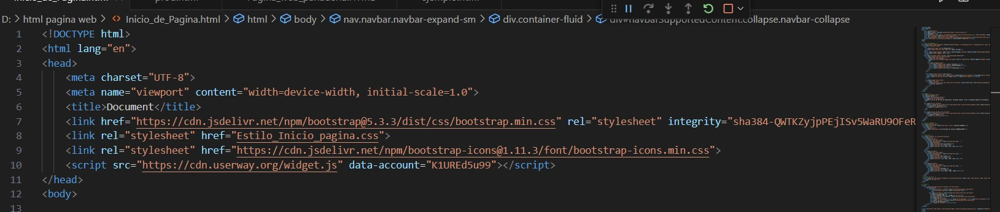 D: > html pagina web > Inicio_de_Pagina.html > html > body > nav.navbar.navbar-expand-sm > div.container-fluid > div#navbarSupportedContent.collapse.navbar-collapse
1 <!DOCTYPE html>
2 <html lang="en">
3 <head>
4 <meta charset="UTF-8">
5 <meta name="viewport" content="width=device-width, initial-scale=1.0">
6 <title>Document</title>
7 <link href="https://cdn.jsdelivr.net/npm/bootstrap@5.3.3/dist/css/bootstrap.min.css" rel="stylesheet" integrity="sha384-QWTKZyjpPEjISv5WaRU9OFeR
8 <link rel="stylesheet" href="Estilo_Inicio_pagina.css">
9 <link rel="stylesheet" href="https://cdn.jsdelivr.net/npm/bootstrap-icons@1.11.3/font/bootstrap-icons.min.css">
10 <script src="https://cdn.userway.org/widget.js" data-account="K1UREd5u99"></script>
11 </head>
12 <body>
13